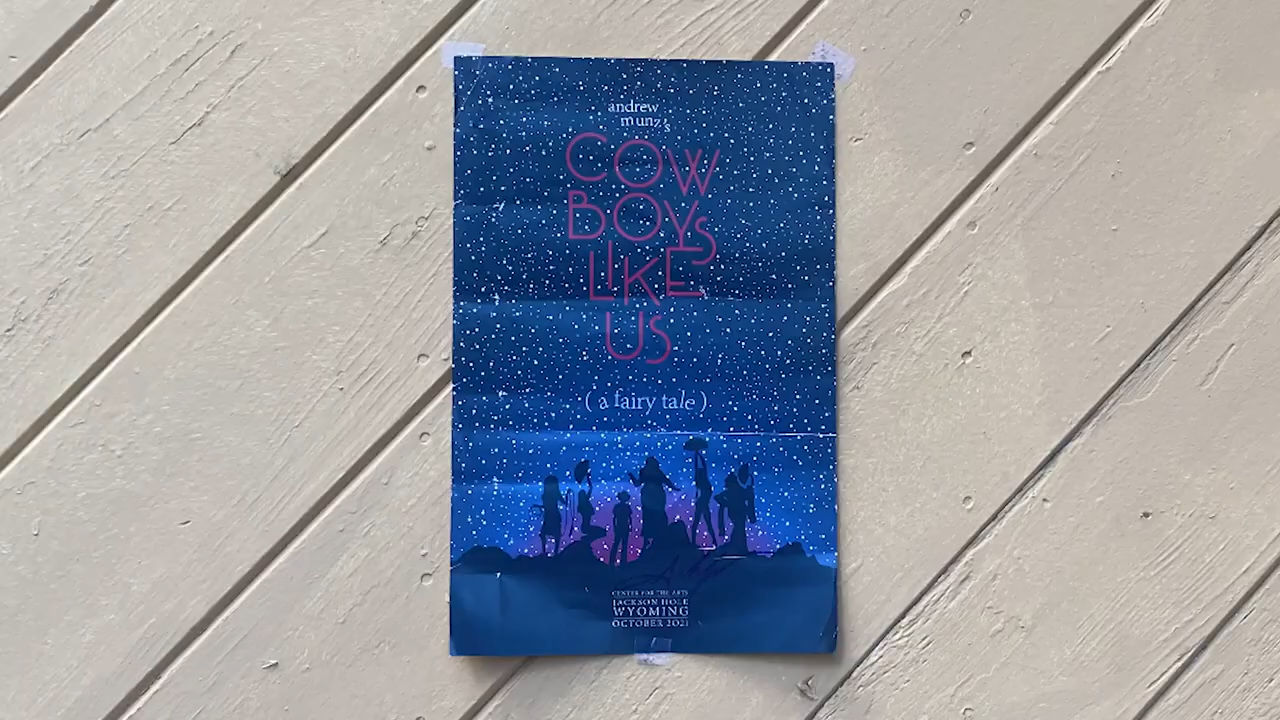 andrew
munz's
COW
BOYS
LIKE
US
( a fairy tale )
CENTER FOR THE ARTS
JACKSON HOLE
WYOMING
OCTOBER 2021